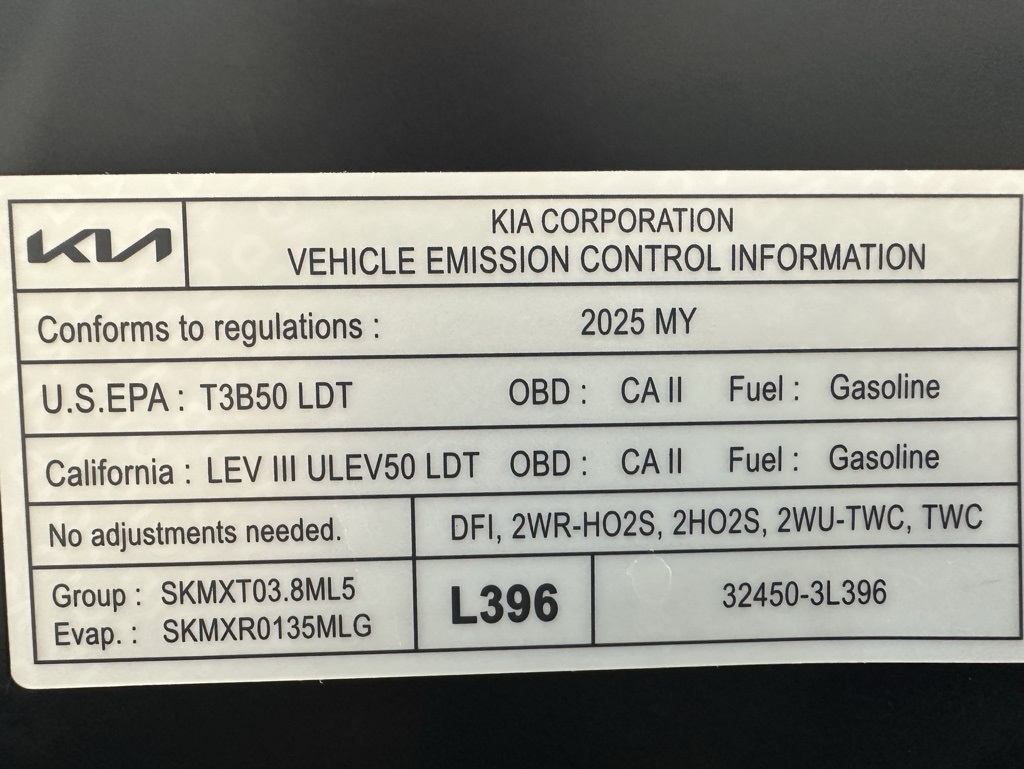 KIA
KIA CORPORATION
VEHICLE EMISSION CONTROL INFORMATION
Conforms to regulations : 2025 MY
U.S.EPA : T3B50 LDT OBD : CA II Fuel : Gasoline
California : LEV III ULEV50 LDT OBD : CA II Fuel : Gasoline
No adjustments needed. DFI, 2WR-HO2S, 2HO2S, 2WU-TWC, TWC
Group : SKMXT03.8ML5
Evap. : SKMXR0135MLG
L396
32450-3L396